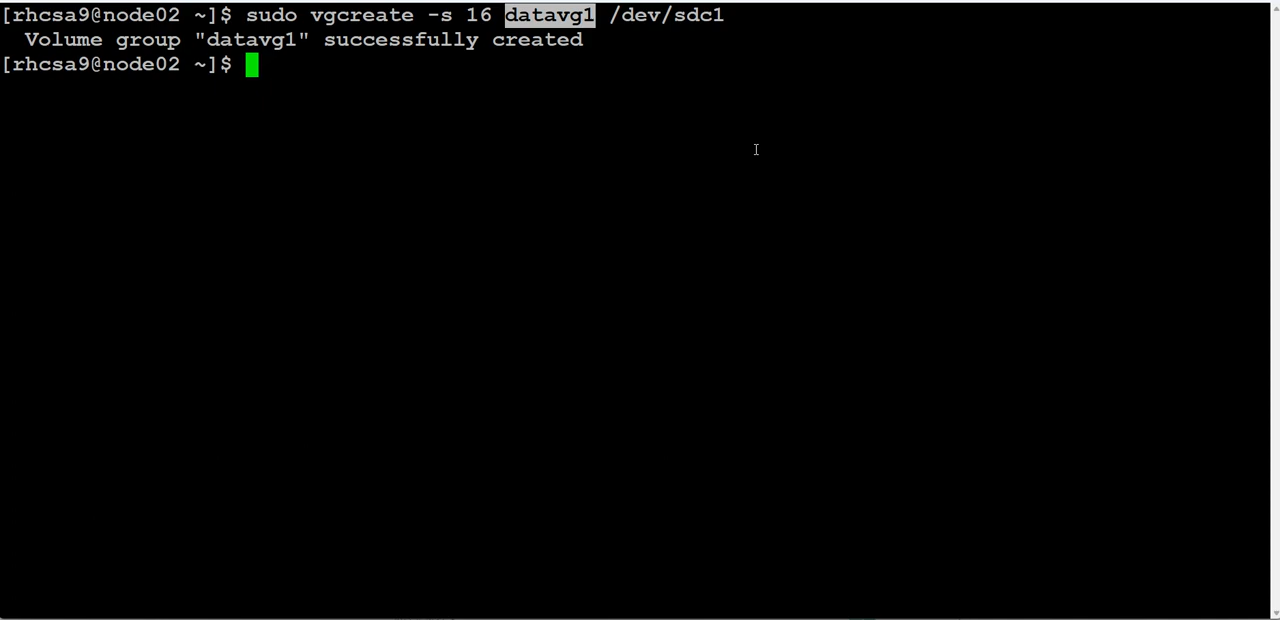 [rhcsa9@node02 ~]$ sudo vgcreate -s 16 datavg1 /dev/sdc1
  Volume group "datavg1" successfully created
[rhcsa9@node02 ~]$